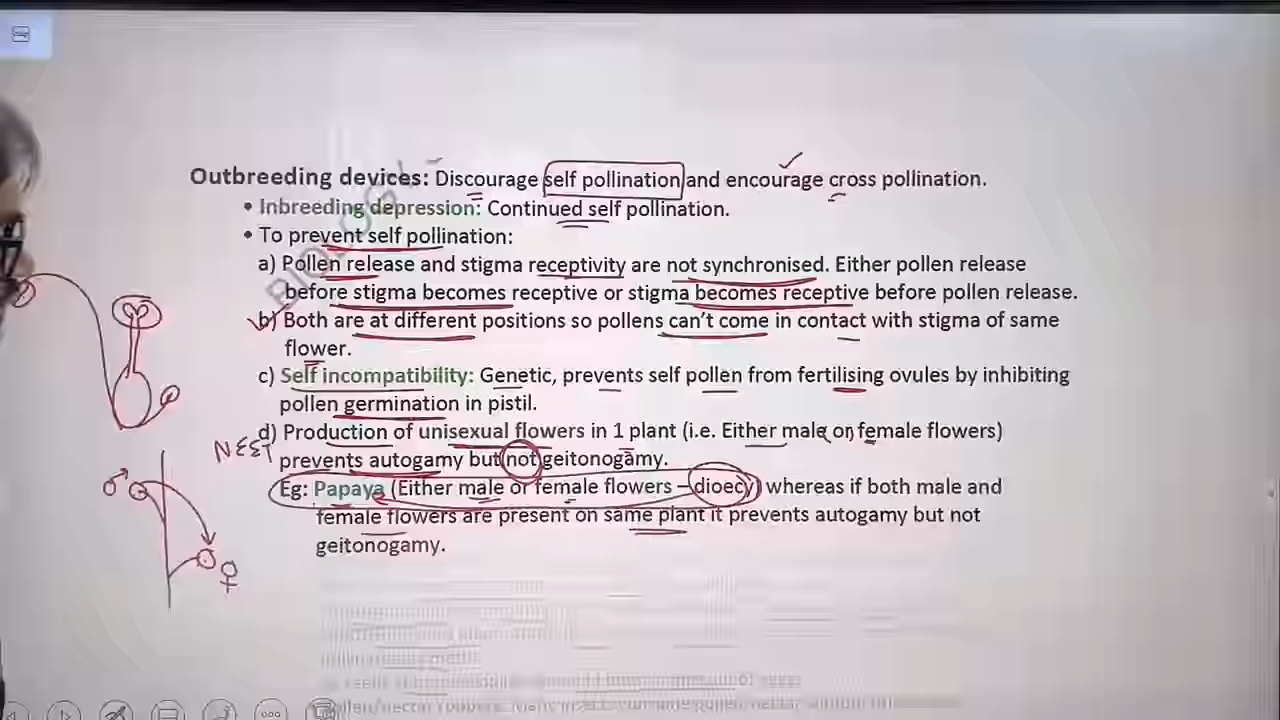 Outbreeding devices: Discourage self pollination and encourage cross pollination.
• Inbreeding depression: Continued self pollination.
• To prevent self pollination:
a) Pollen release and stigma receptivity are not synchronised. Either pollen release
before stigma becomes receptive or stigma becomes receptive before pollen release.
b) Both are at different positions so pollens can't come in contact with stigma of same
flower.
c) Self incompatibility: Genetic, prevents self pollen from fertilising ovules by inhibiting
pollen germination in pistil.
d) Production of unisexual flowers in 1 plant (i.e. Either male or female flowers)
NEET
prevents autogamy but not geitonogamy.
Eg: Papaya (Either male or female flowers – dioecy) whereas if both male and
female flowers are present on same plant it prevents autogamy but not
geitonogamy.
♂
♀